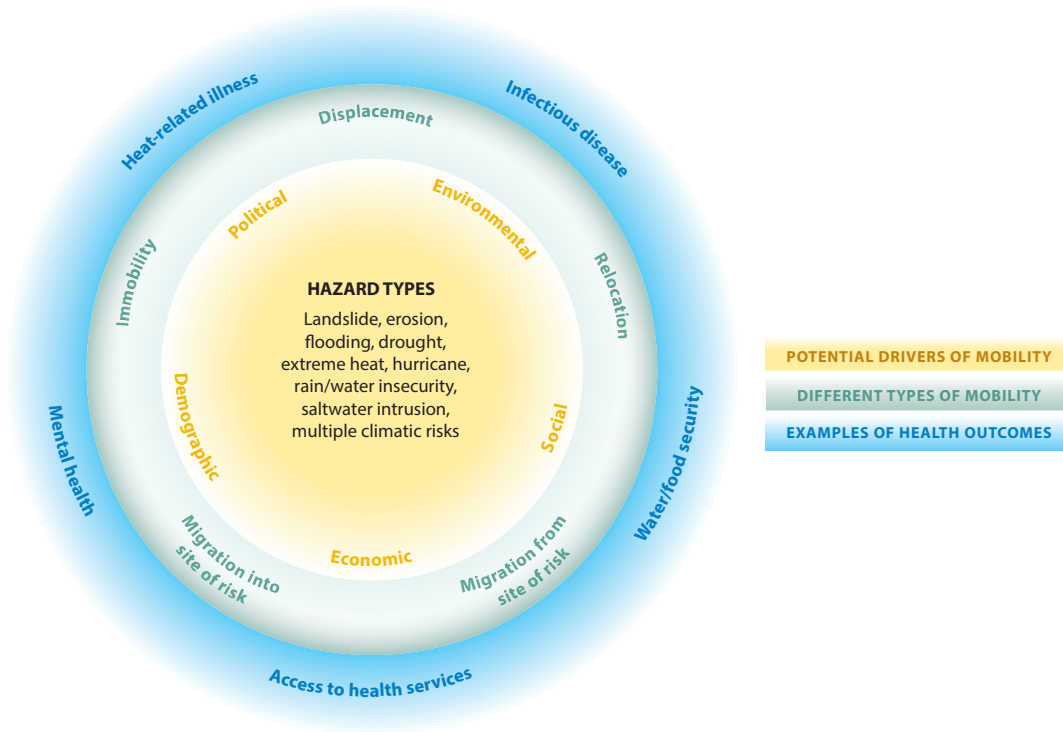 Heat-related illness
Infectious disease
Displacement
Political
Environmental
Immobility
Relocation
HAZARD TYPES
Landslide, erosion,
flooding, drought,
extreme heat, hurricane,
rain/water insecurity,
saltwater intrusion,
multiple climatic risks
Demographic
Social
Mental health
Water/food security
Economic
Migration into
site of risk
Migration from
site of risk
Access to health services
POTENTIAL DRIVERS OF MOBILITY
DIFFERENT TYPES OF MOBILITY
EXAMPLES OF HEALTH OUTCOMES